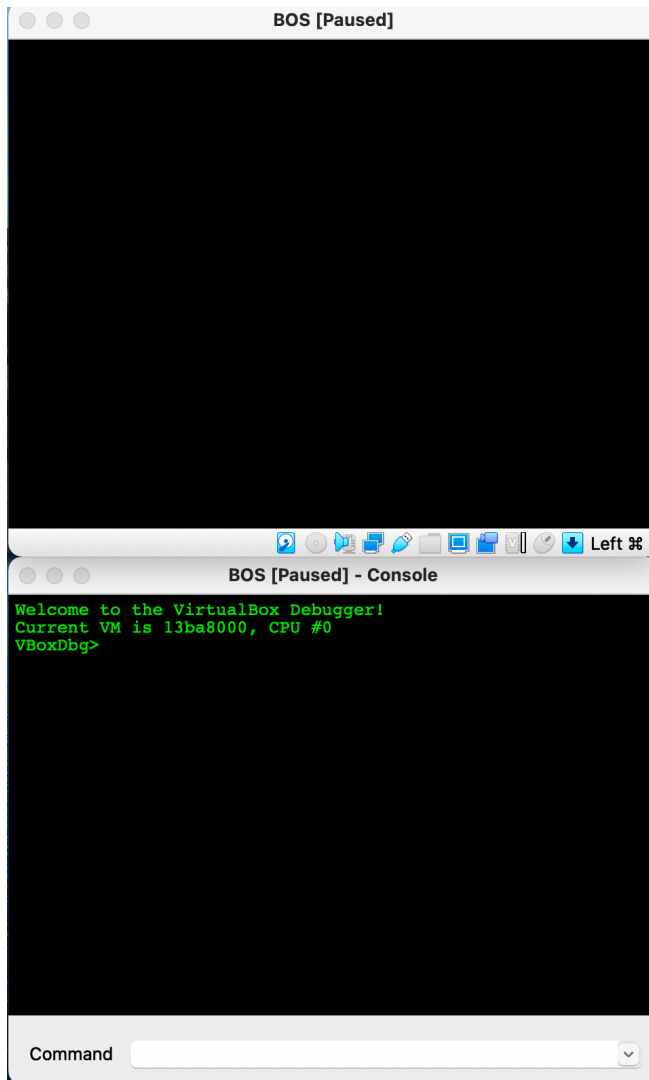 BOS [Paused]
Left ⌘
BOS [Paused] - Console
Welcome to the VirtualBox Debugger!
Current VM is 13ba8000, CPU #0
VBoxDbg>
Command